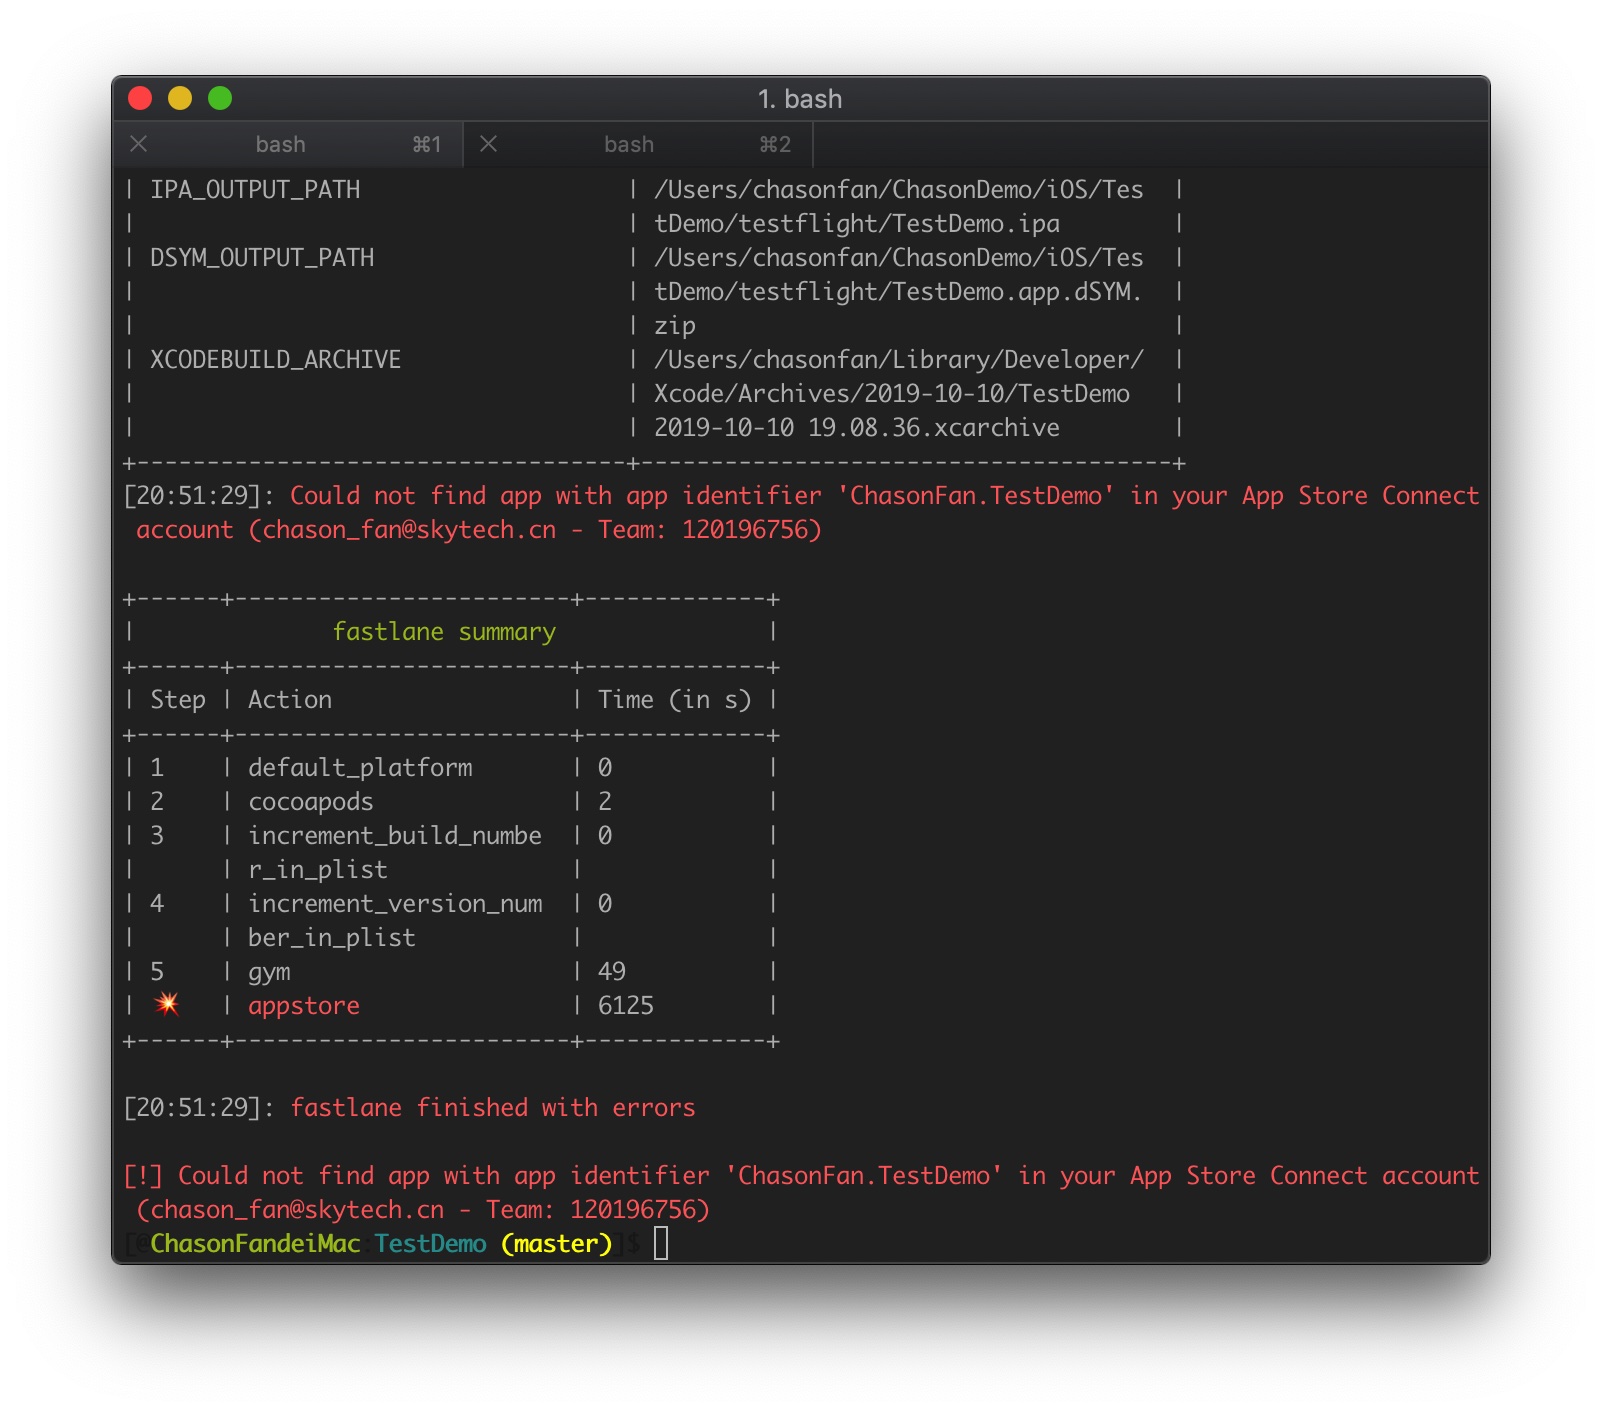 1. bash
bash ⌘1 bash ⌘2
| IPA_OUTPUT_PATH | /Users/chasonfan/ChasonDemo/iOS/Tes |
| | tDemo/testflight/TestDemo.ipa |
| DSYM_OUTPUT_PATH | /Users/chasonfan/ChasonDemo/iOS/Tes |
| | tDemo/testflight/TestDemo.app.dSYM. |
| | zip |
| XCODEBUILD_ARCHIVE | /Users/chasonfan/Library/Developer/ |
| | Xcode/Archives/2019-10-10/TestDemo |
| | 2019-10-10 19.08.36.xcarchive |
+-----------------------------------+--------------------------------------+
[20:51:29]: Could not find app with app identifier 'ChasonFan.TestDemo' in your App Store Connect
account (chason_fan@skytech.cn - Team: 120196756)
+------+------------------------+-------------+
| fastlane summary |
+------+------------------------+-------------+
| Step | Action | Time (in s) |
+------+------------------------+-------------+
| 1 | default_platform | 0 |
| 2 | cocoapods | 2 |
| 3 | increment_build_numbe | 0 |
| | r_in_plist | |
| 4 | increment_version_num | 0 |
| | ber_in_plist | |
| 5 | gym | 49 |
| 💥 | appstore | 6125 |
+------+------------------------+-------------+
[20:51:29]: fastlane finished with errors
[!] Could not find app with app identifier 'ChasonFan.TestDemo' in your App Store Connect account
(chason_fan@skytech.cn - Team: 120196756)
[@ChasonFandeiMac:TestDemo (master)]$